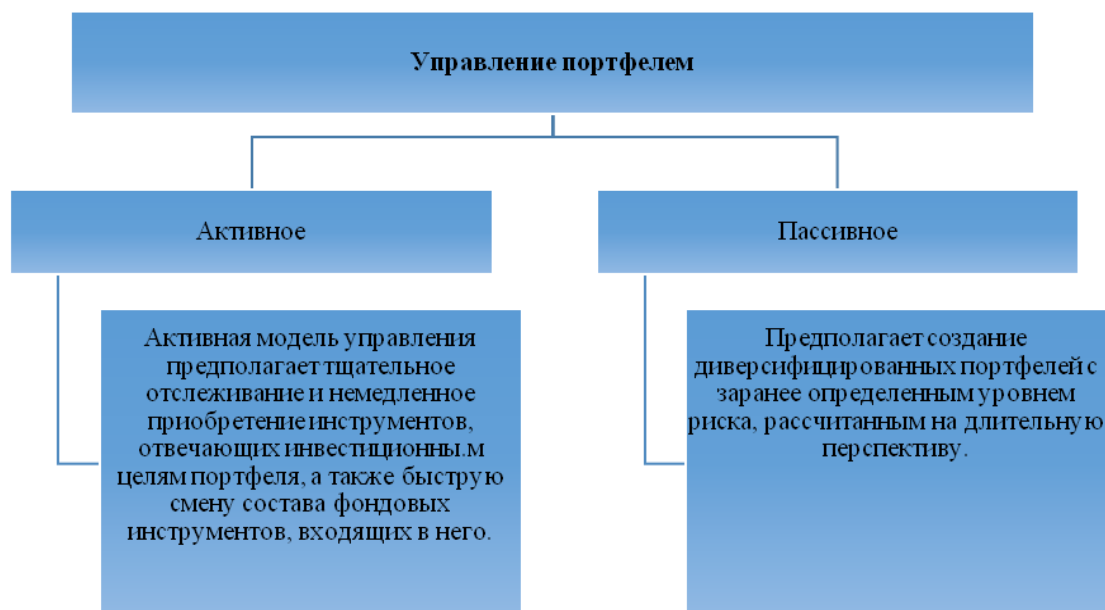 Управление портфелем
Активное
Пассивное
Активная модель управления
предполагает тщательное
отслеживание и немедленное
приобретение инструментов,
отвечающих инвестиционны.м
целям портфеля, а также быструю
смену состава фондовых
инструментов, входящих в него.
Предполагает создание
диверсифицированных портфелей с
заранее определенным уровнем
риска, рассчитанным на длительную
перспективу.